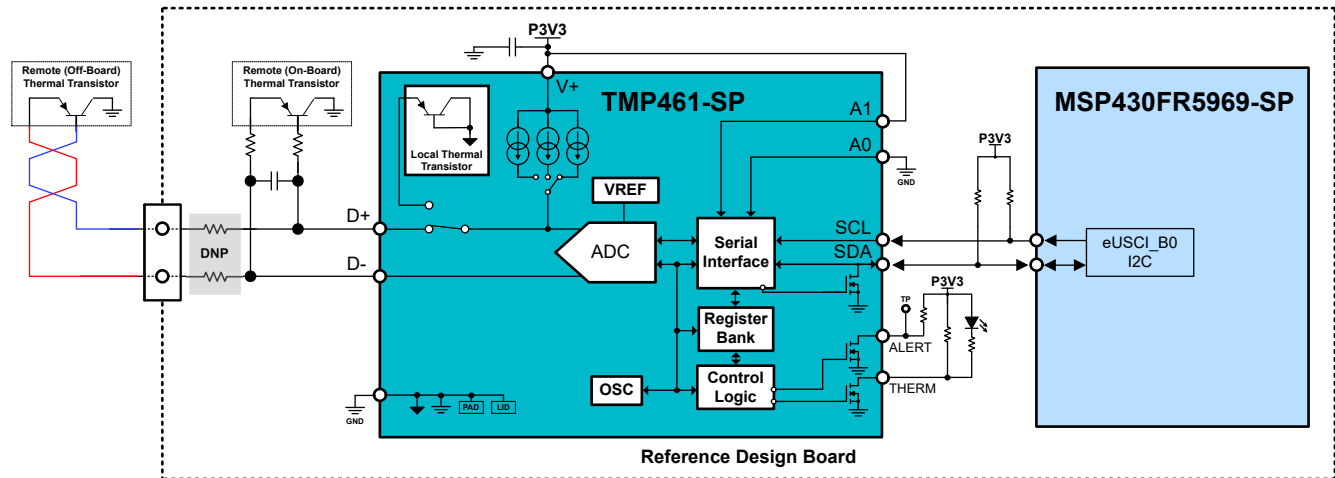 P3V3
Remote (Off-Board)
Thermal Transistor
Remote (On-Board)
Thermal Transistor
V+
TMP461-SP
MSP430FR5969-SP
A1
Local Thermal
Transistor
A0
GND
P3V3
VREF
D+
DNP
D-
ADC
Serial
Interface
SCL
SDA
eUSCI_B0
I2C
P3V3
TP
Register
Bank
ALERT
OSC
Control
Logic
THERM
GND
PAD
LID
Reference Design Board